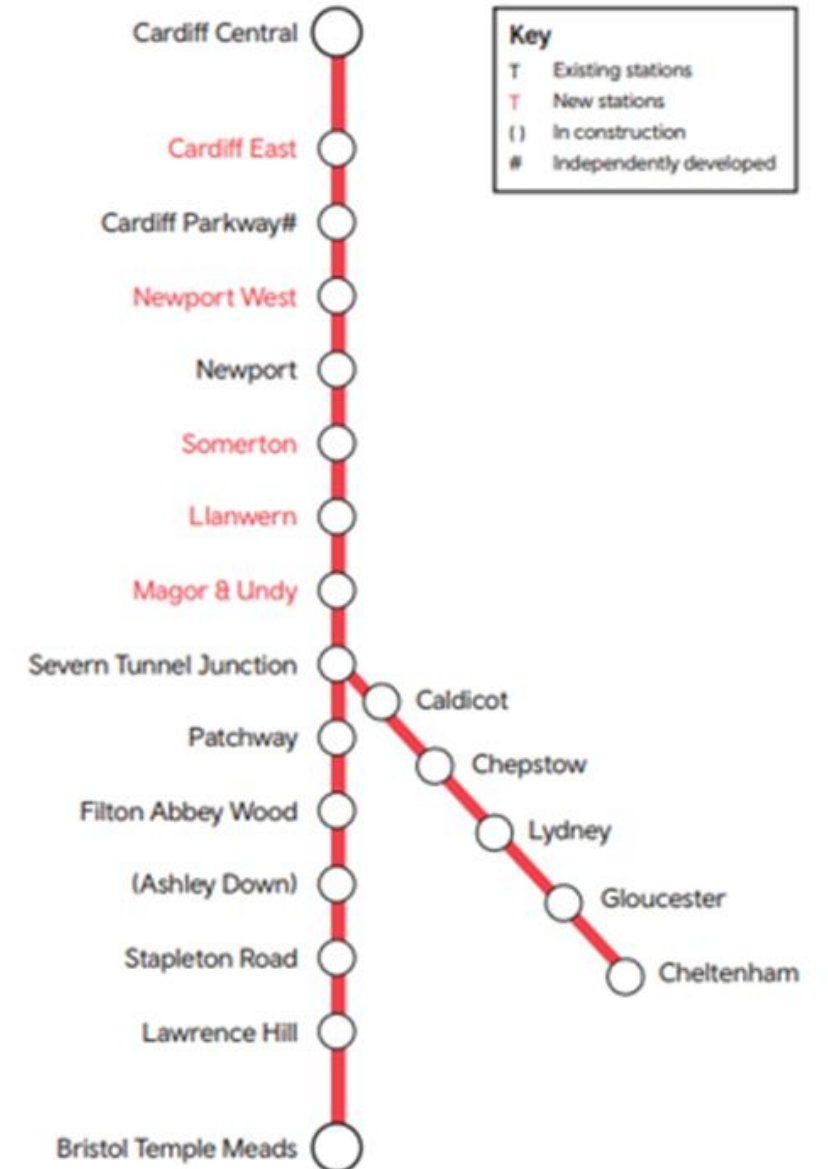 Cardiff Central
Key
T Existing stations
T New stations
() In construction
# Independently developed
Cardiff East
Cardiff Parkway#
Newport West
Newport
Somerton
Llanwern
Magor & Undy
Severn Tunnel Junction
Caldicot
Patchway
Chepstow
Filton Abbey Wood
Lydney
(Ashley Down)
Gloucester
Stapleton Road
Cheltenham
Lawrence Hill
Bristol Temple Meads